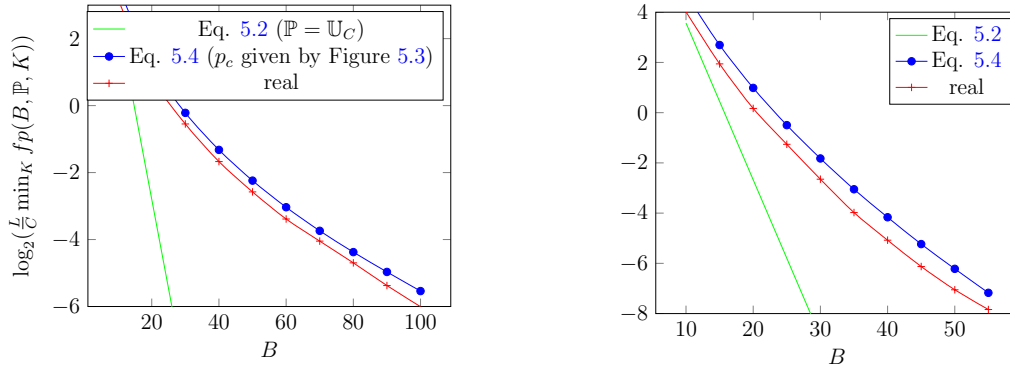 log₂(L/C min_K fp(B, ℙ, K))
2
0
−2
−4
−6
Eq. 5.2 (ℙ = 𝕌_C)
Eq. 5.4 (p_c given by Figure 5.3)
real
20 40 60 80 100
B
4
2
0
−2
−4
−6
−8
Eq. 5.2
Eq. 5.4
real
10 20 30 40 50
B